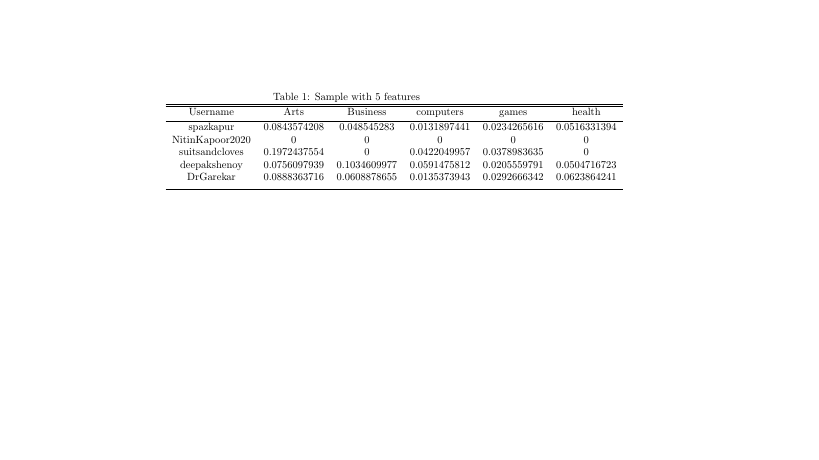 Table 1: Sample with 5 features
Username Arts Business computers games health
spazkapur 0.0843574208 0.048545283 0.0131897441 0.0234265616 0.0516331394
NitinKapoor2020 0 0 0 0 0
suitsandcloves 0.1972437554 0 0.0422049957 0.0378983635 0
deepakshenoy 0.0756097939 0.1034609977 0.0591475812 0.0205559791 0.0504716723
DrGarekar 0.0888363716 0.0608878655 0.0135373943 0.0292666342 0.0623864241